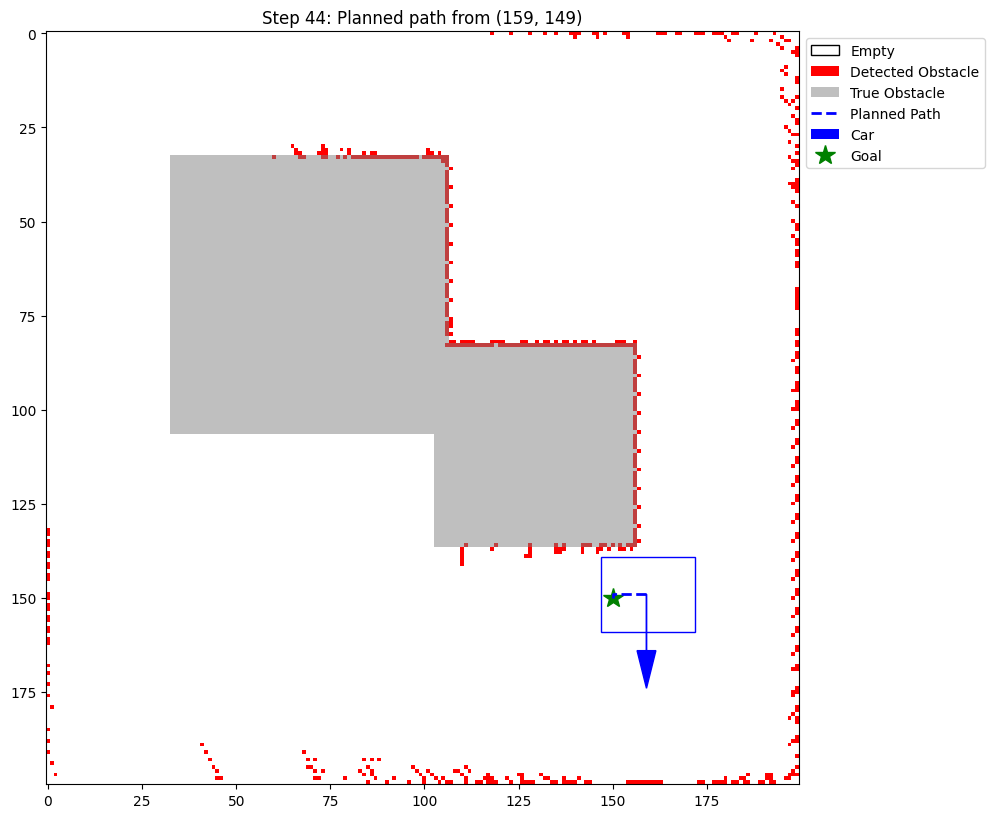 Step 44: Planned path from (159, 149)
Empty
Detected Obstacle
True Obstacle
Planned Path
Car
Goal
0
25
50
75
100
125
150
175
0
25
50
75
100
125
150
175